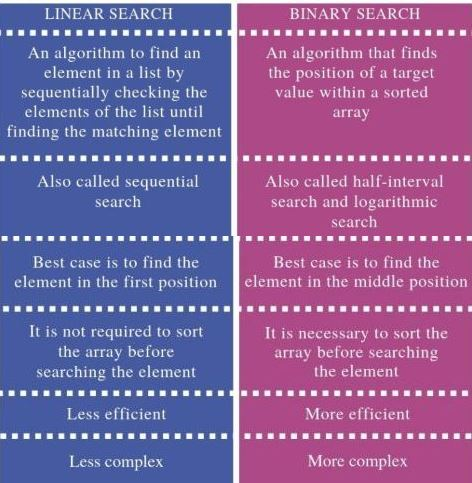 LINEAR SEARCH
An algorithm to find an
element in a list by
sequentially checking the
elements of the list until
finding the matching element
Also called sequential
search
Best case is to find the
element in the first position
It is not required to sort
the array before
searching the element
Less efficient
Less complex
BINARY SEARCH
An algorithm that finds
the position of a target
value within a sorted
array
Also called half-interval
search and logarithmic
search
Best case is to find the
element in the middle position
It is necessary to sort the
array before searching
the element
More efficient
More complex